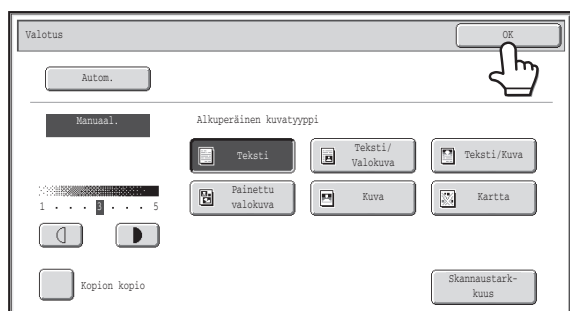 Valotus
OK
Autom.
Manuaal.
Alkuperäinen kuvatyyppi
Teksti
Teksti/
Valokuva
Teksti/Kuva
Painettu
valokuva
Kuva
Kartta
1 . . . 3 . . . 5
Kopion kopio
Skannaustark-
kuus